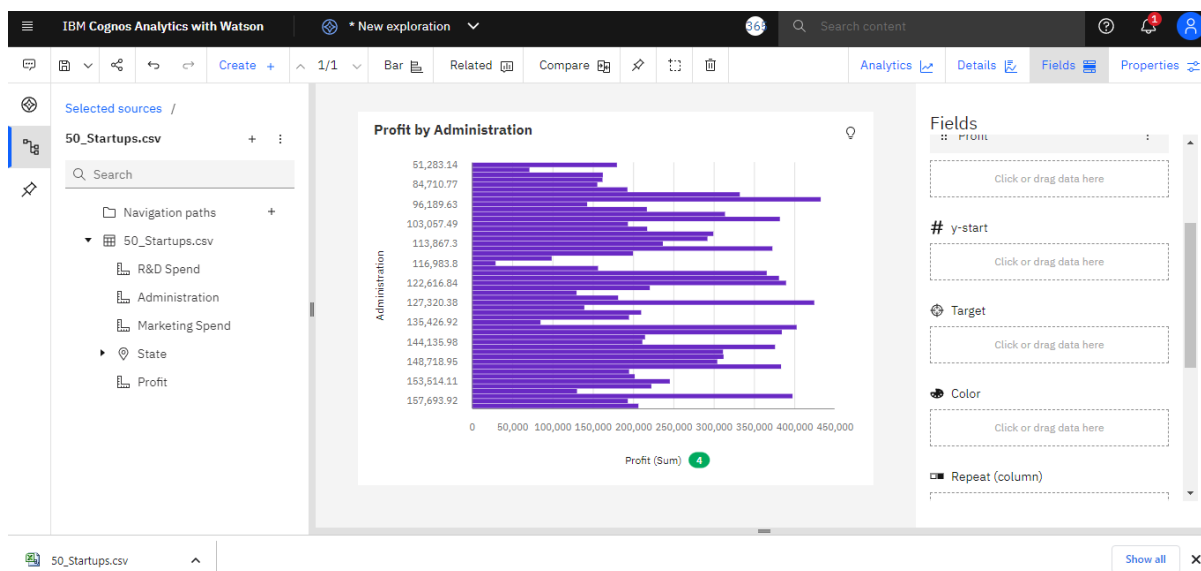 IBM Cognos Analytics with Watson
* New exploration
365
Search content
1
Create +
1/1
Bar
Related
Compare
Analytics
Details
Fields
Properties
Selected sources /
50_Startups.csv
Search
Navigation paths +
50_Startups.csv
R&D Spend
Administration
Marketing Spend
State
Profit
Profit by Administration
Administration
51,283.14
84,710.77
96,189.63
103,057.49
113,867.3
116,983.8
122,616.84
127,320.38
135,426.92
144,135.98
148,718.95
153,514.11
157,693.92
0 50,000 100,000 150,000 200,000 250,000 300,000 350,000 400,000 450,000
Profit (Sum) 4
Fields
Profit
Click or drag data here
# y-start
Click or drag data here
Target
Click or drag data here
Color
Click or drag data here
Repeat (column)
50_Startups.csv
Show all